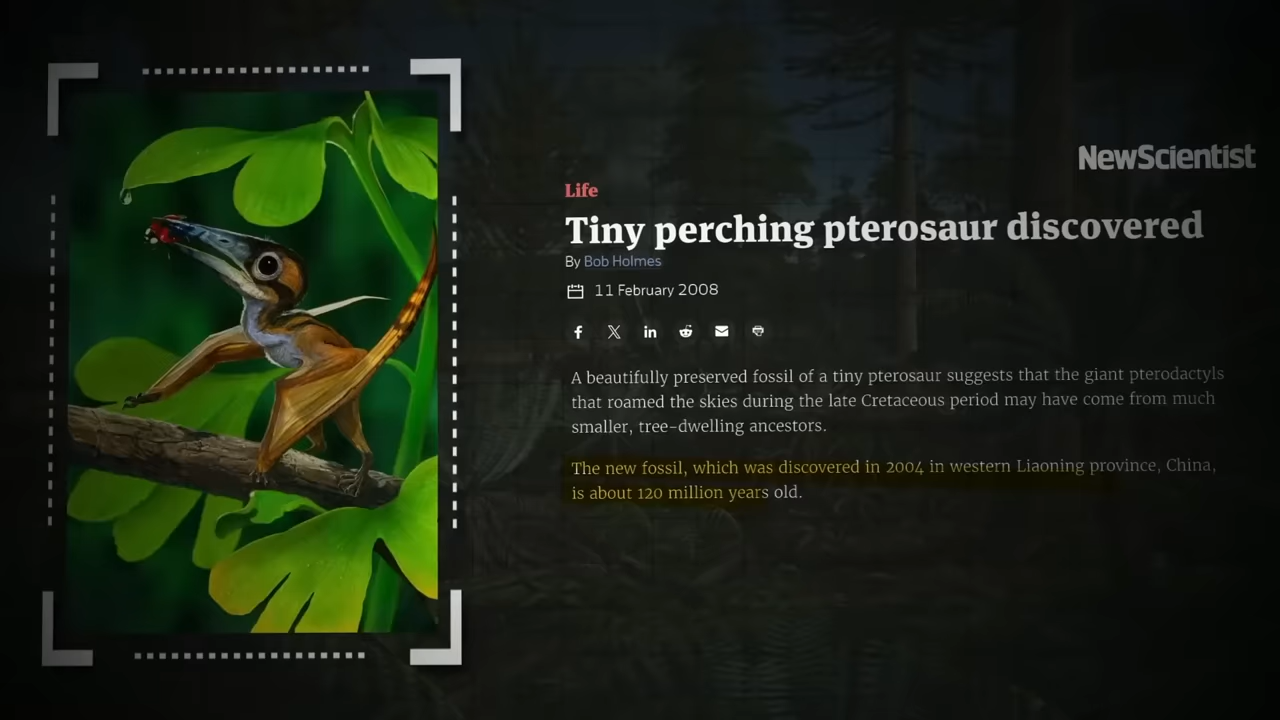 NewScientist
Life
Tiny perching pterosaur discovered
By Bob Holmes
11 February 2008
A beautifully preserved fossil of a tiny pterosaur suggests that the giant pterodactyls
that roamed the skies during the late Cretaceous period may have come from much
smaller, tree-dwelling ancestors.
The new fossil, which was discovered in 2004 in western Liaoning province, China,
is about 120 million years old.